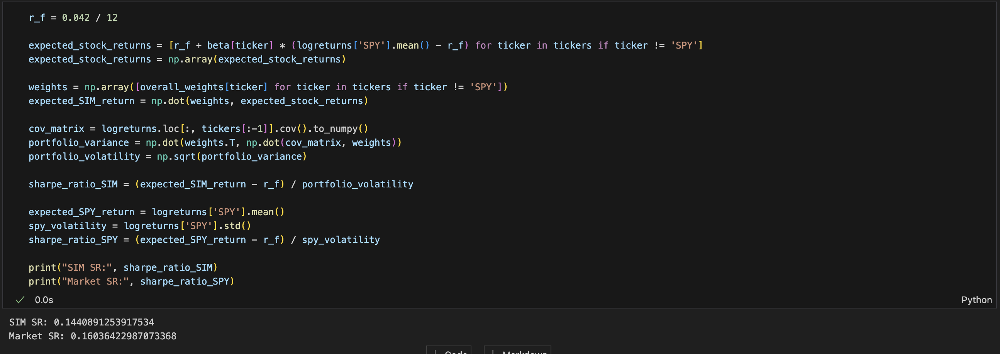 r_f = 0.042 / 12
expected_stock_returns = [r_f + beta[ticker] * (logreturns['SPY'].mean() - r_f) for ticker in tickers if ticker != 'SPY']
expected_stock_returns = np.array(expected_stock_returns)
weights = np.array([overall_weights[ticker] for ticker in tickers if ticker != 'SPY'])
expected_SIM_return = np.dot(weights, expected_stock_returns)
cov_matrix = logreturns.loc[:, tickers[:-1]].cov().to_numpy()
portfolio_variance = np.dot(weights.T, np.dot(cov_matrix, weights))
portfolio_volatility = np.sqrt(portfolio_variance)
sharpe_ratio_SIM = (expected_SIM_return - r_f) / portfolio_volatility
expected_SPY_return = logreturns['SPY'].mean()
spy_volatility = logreturns['SPY'].std()
sharpe_ratio_SPY = (expected_SPY_return - r_f) / spy_volatility
print("SIM SR:", sharpe_ratio_SIM)
print("Market SR:", sharpe_ratio_SPY)
0.0s Python
SIM SR: 0.1440891253917534
Market SR: 0.16036422987073368
+ Code + Markdown